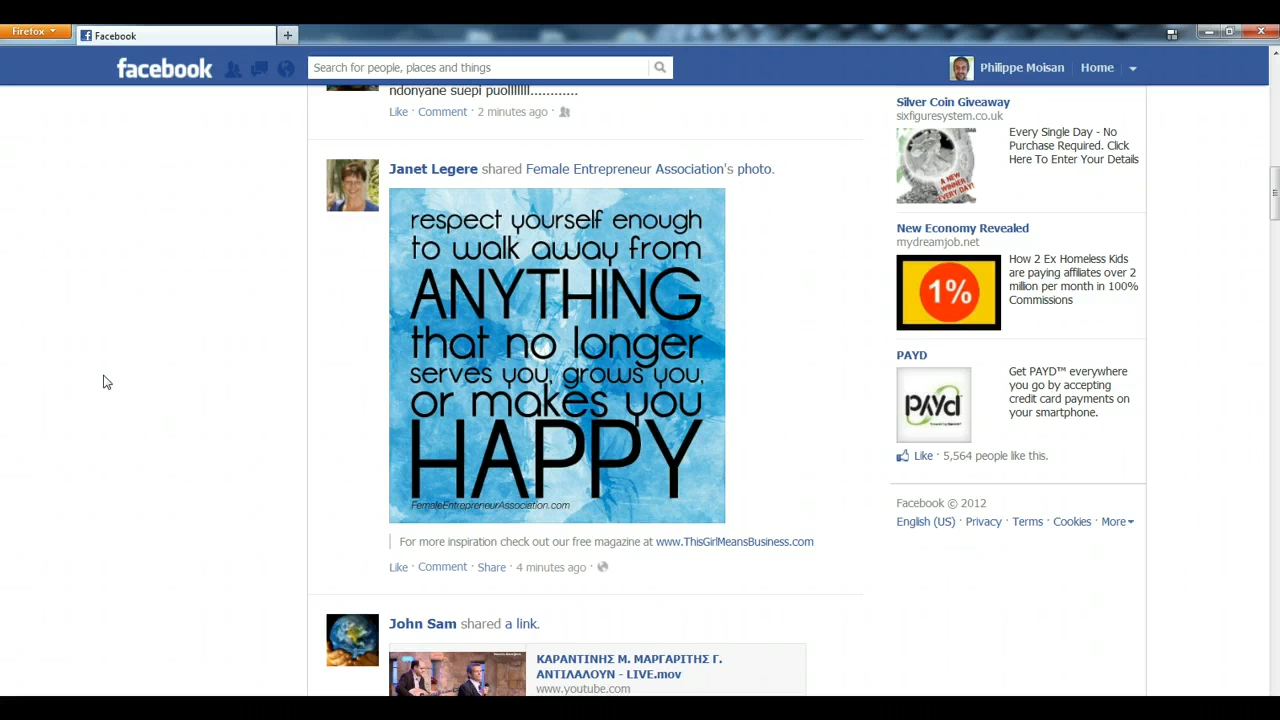 Firefox
Facebook
facebook
Search for people, places and things
Philippe Moisan
Home
ndonyane suepi puolllllll............
Like · Comment · 2 minutes ago ·
Janet Legere shared Female Entrepreneur Association's photo.
respect yourself enough
to walk away from
ANYTHING
that no longer
serves you, grows you,
or makes you
HAPPY
FemaleEntrepreneurAssociation.com
For more inspiration check out our free magazine at www.ThisGirlMeansBusiness.com
Like · Comment · Share · 4 minutes ago ·
John Sam shared a link.
ΚΑΡΑΝΤΙΝΗΣ Μ. ΜΑΡΓΑΡΙΤΗΣ Γ.
ΑΝΤΙΛΑΛΟΥΝ - LIVE.mov
www.youtube.com
Silver Coin Giveaway
sixfiguresystem.co.uk
A NEW
WINNER
EVERY DAY!
Every Single Day - No
Purchase Required. Click
Here To Enter Your Details
New Economy Revealed
mydreamjob.net
1%
How 2 Ex Homeless Kids
are paying affiliates over 2
million per month in 100%
Commissions
PAYD
payd
Get PAYD™ everywhere
you go by accepting
credit card payments on
your smartphone.
Like · 5,564 people like this.
Facebook © 2012
English (US) · Privacy · Terms · Cookies · More